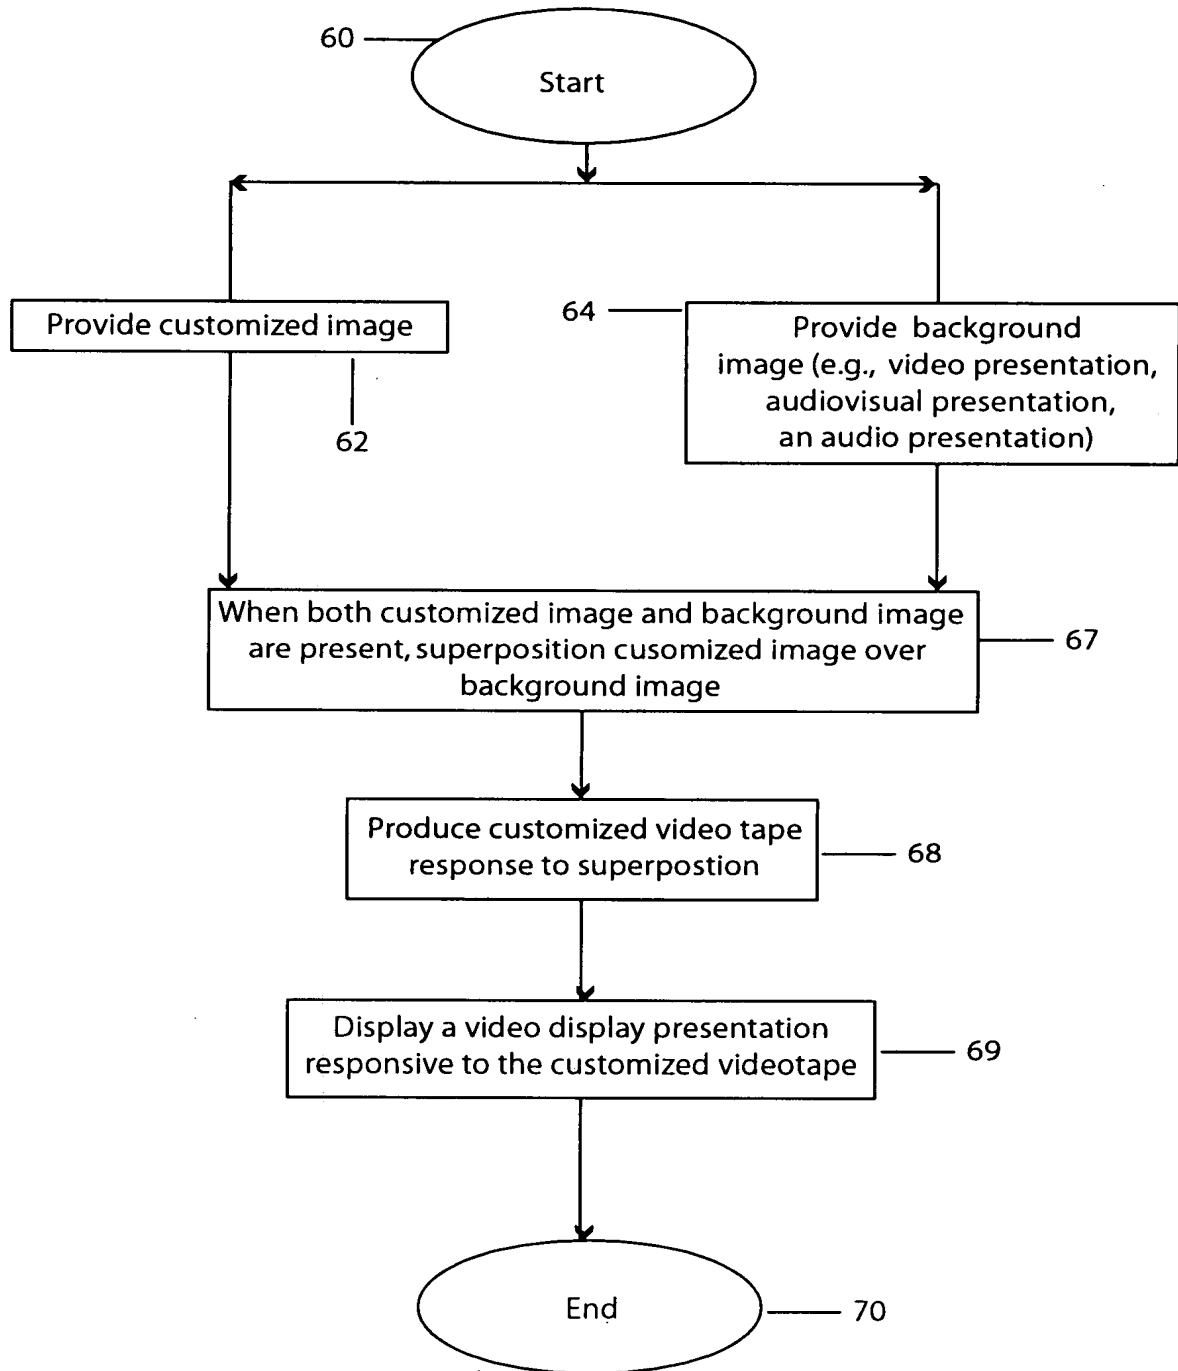 60
Start
Provide customized image
62
64
Provide background
image (e.g., video presentation,
audiovisual presentation,
an audio presentation)
When both customized image and background image
are present, superposition cusomized image over
background image
67
Produce customized video tape
response to superpostion
68
Display a video display presentation
responsive to the customized videotape
69
End
70